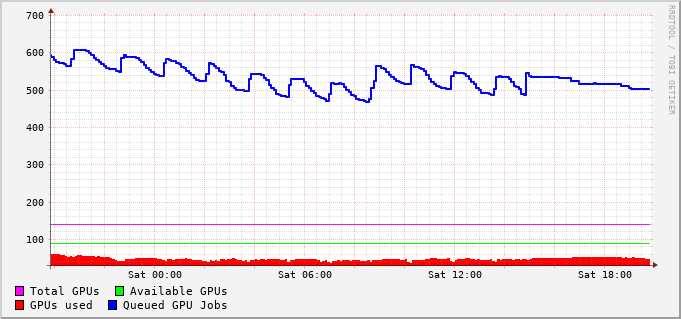 700
600
500
400
300
200
100
Sat 00:00 Sat 06:00 Sat 12:00 Sat 18:00
Total GPUs Available GPUs
GPUs used Queued GPU Jobs
RRDTOOL / TOBI OETIKER